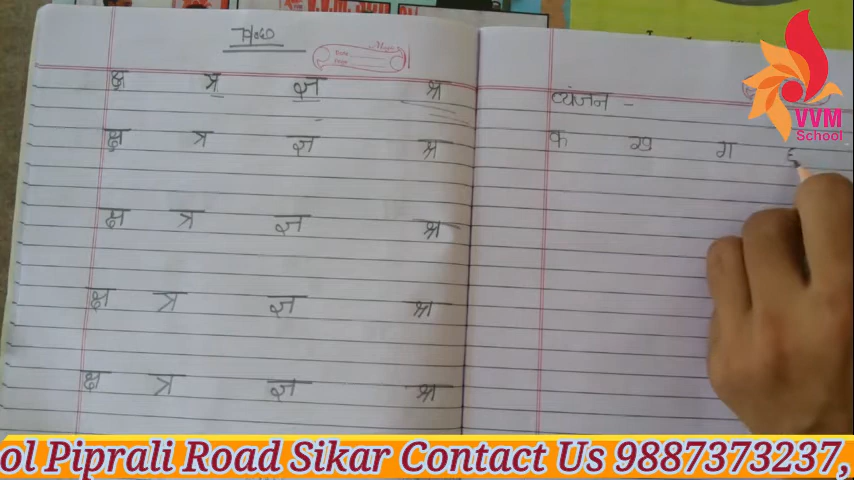 H.W
क्ष त्र ज्ञ श्र
क्ष त्र ज्ञ श्र
क्ष त्र ज्ञ श्र
क्ष त्र ज्ञ श्र
क्ष त्र ज्ञ श्र
व्यंजन -
क ख ग
VVM
School
ol Piprali Road Sikar Contact Us 9887373237,